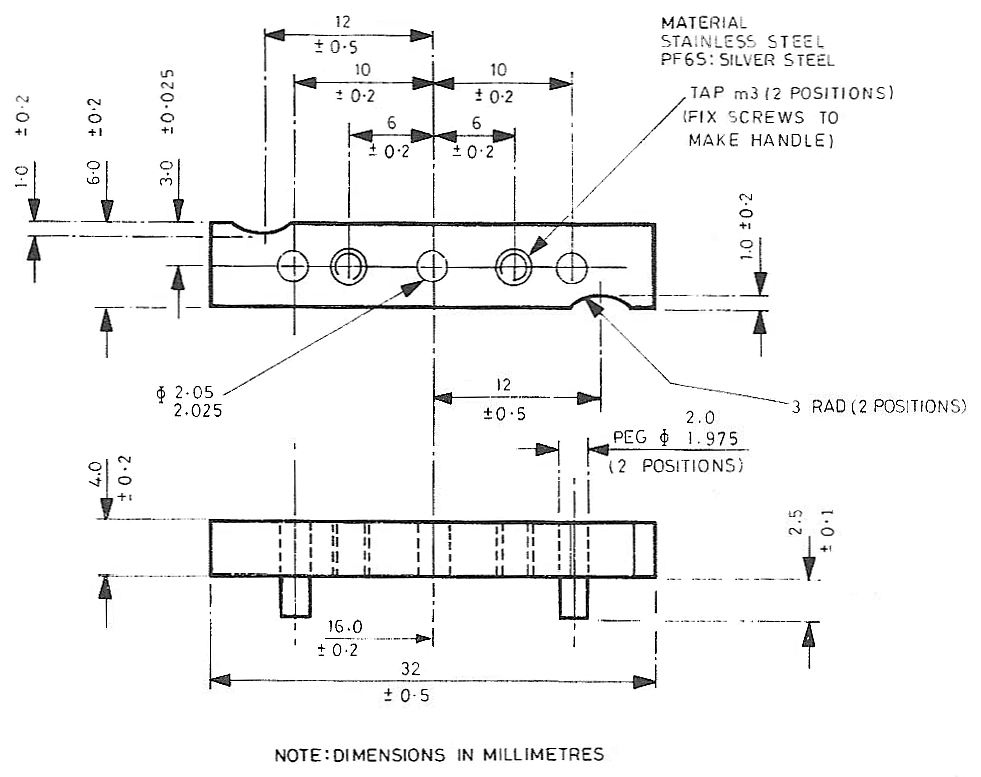 MATERIAL
STAINLESS STEEL
PF6S: SILVER STEEL
TAP m3 (2 POSITIONS)
(FIX SCREWS TO
MAKE HANDLE)
12
± 0·5
10
± 0·2
10
± 0·2
6
± 0·2
6
± 0·2
1·0 ± 0·2
6·0 ± 0·2
3·0 ± 0·025
1·0 ± 0·2
ϕ 2·05
2.025
12
± 0·5
3 RAD (2 POSITIONS)
2.0
PEG ϕ 1.975
(2 POSITIONS)
4.0
± 0·2
2.5
± 0·1
16.0
± 0·2
32
± 0·5
NOTE: DIMENSIONS IN MILLIMETRES